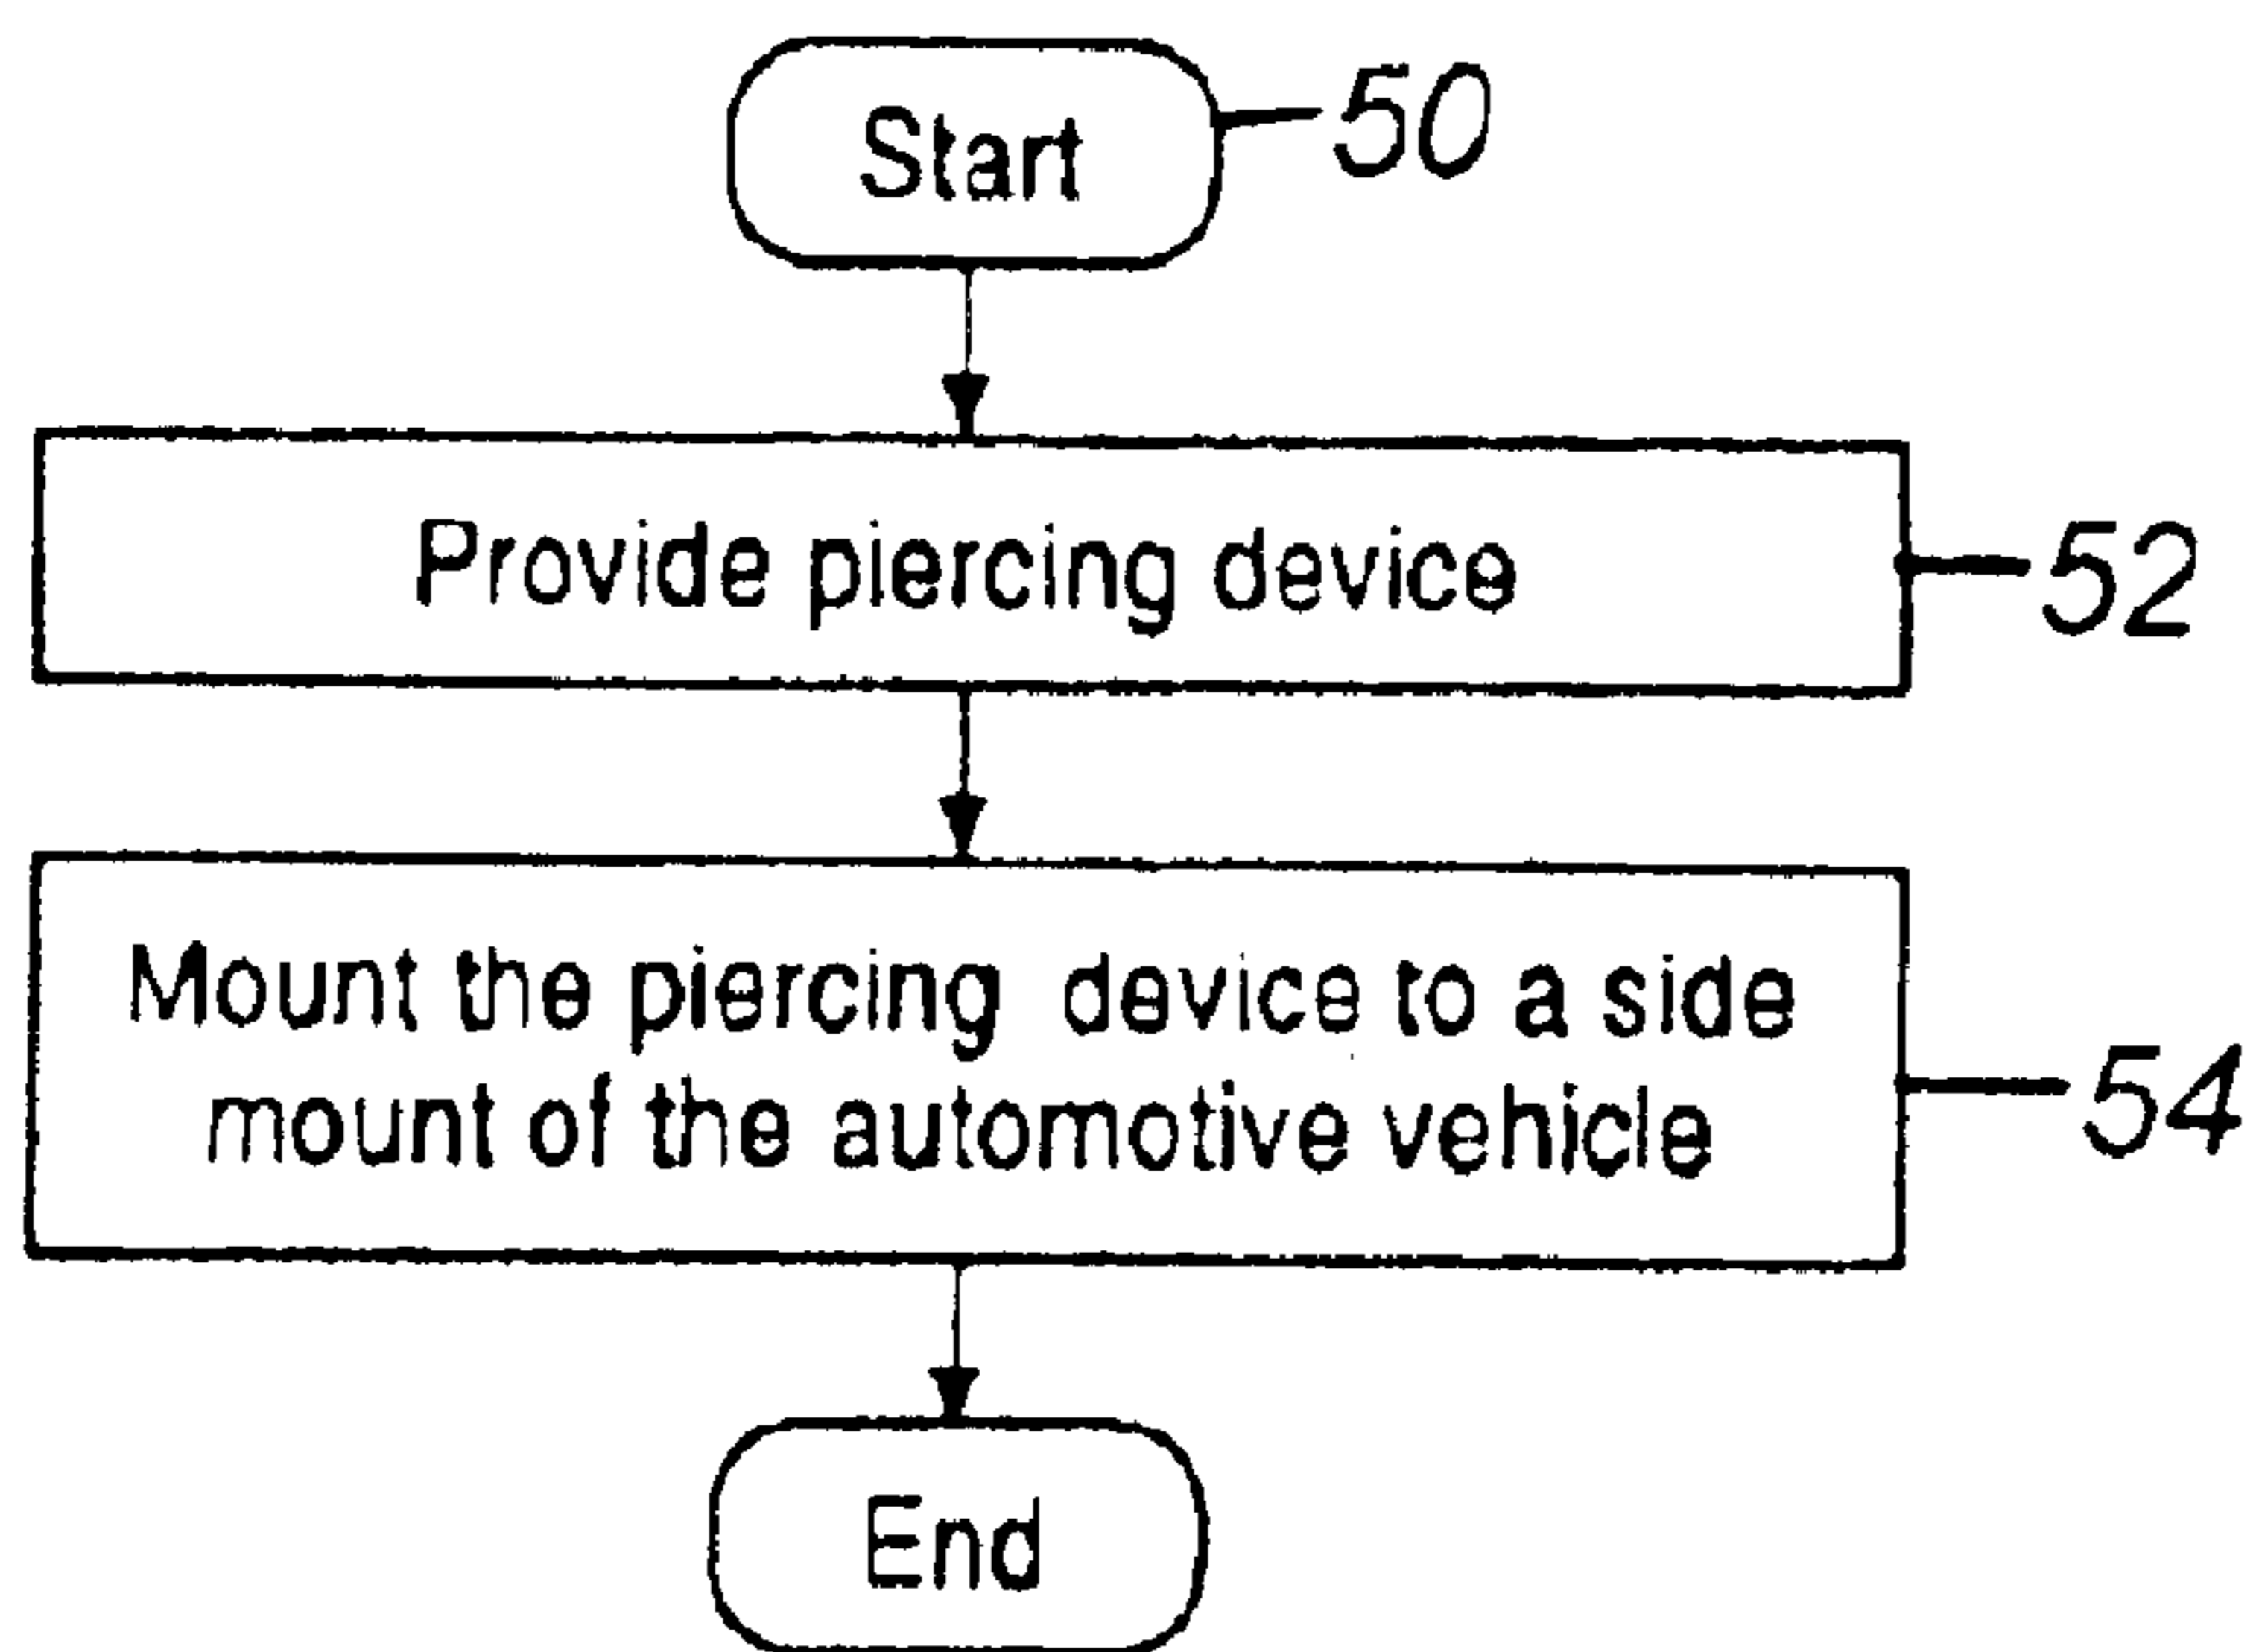 Start
50
Provide piercing device
52
Mount the piercing device to a side
mount of the automotive vehicle
54
End